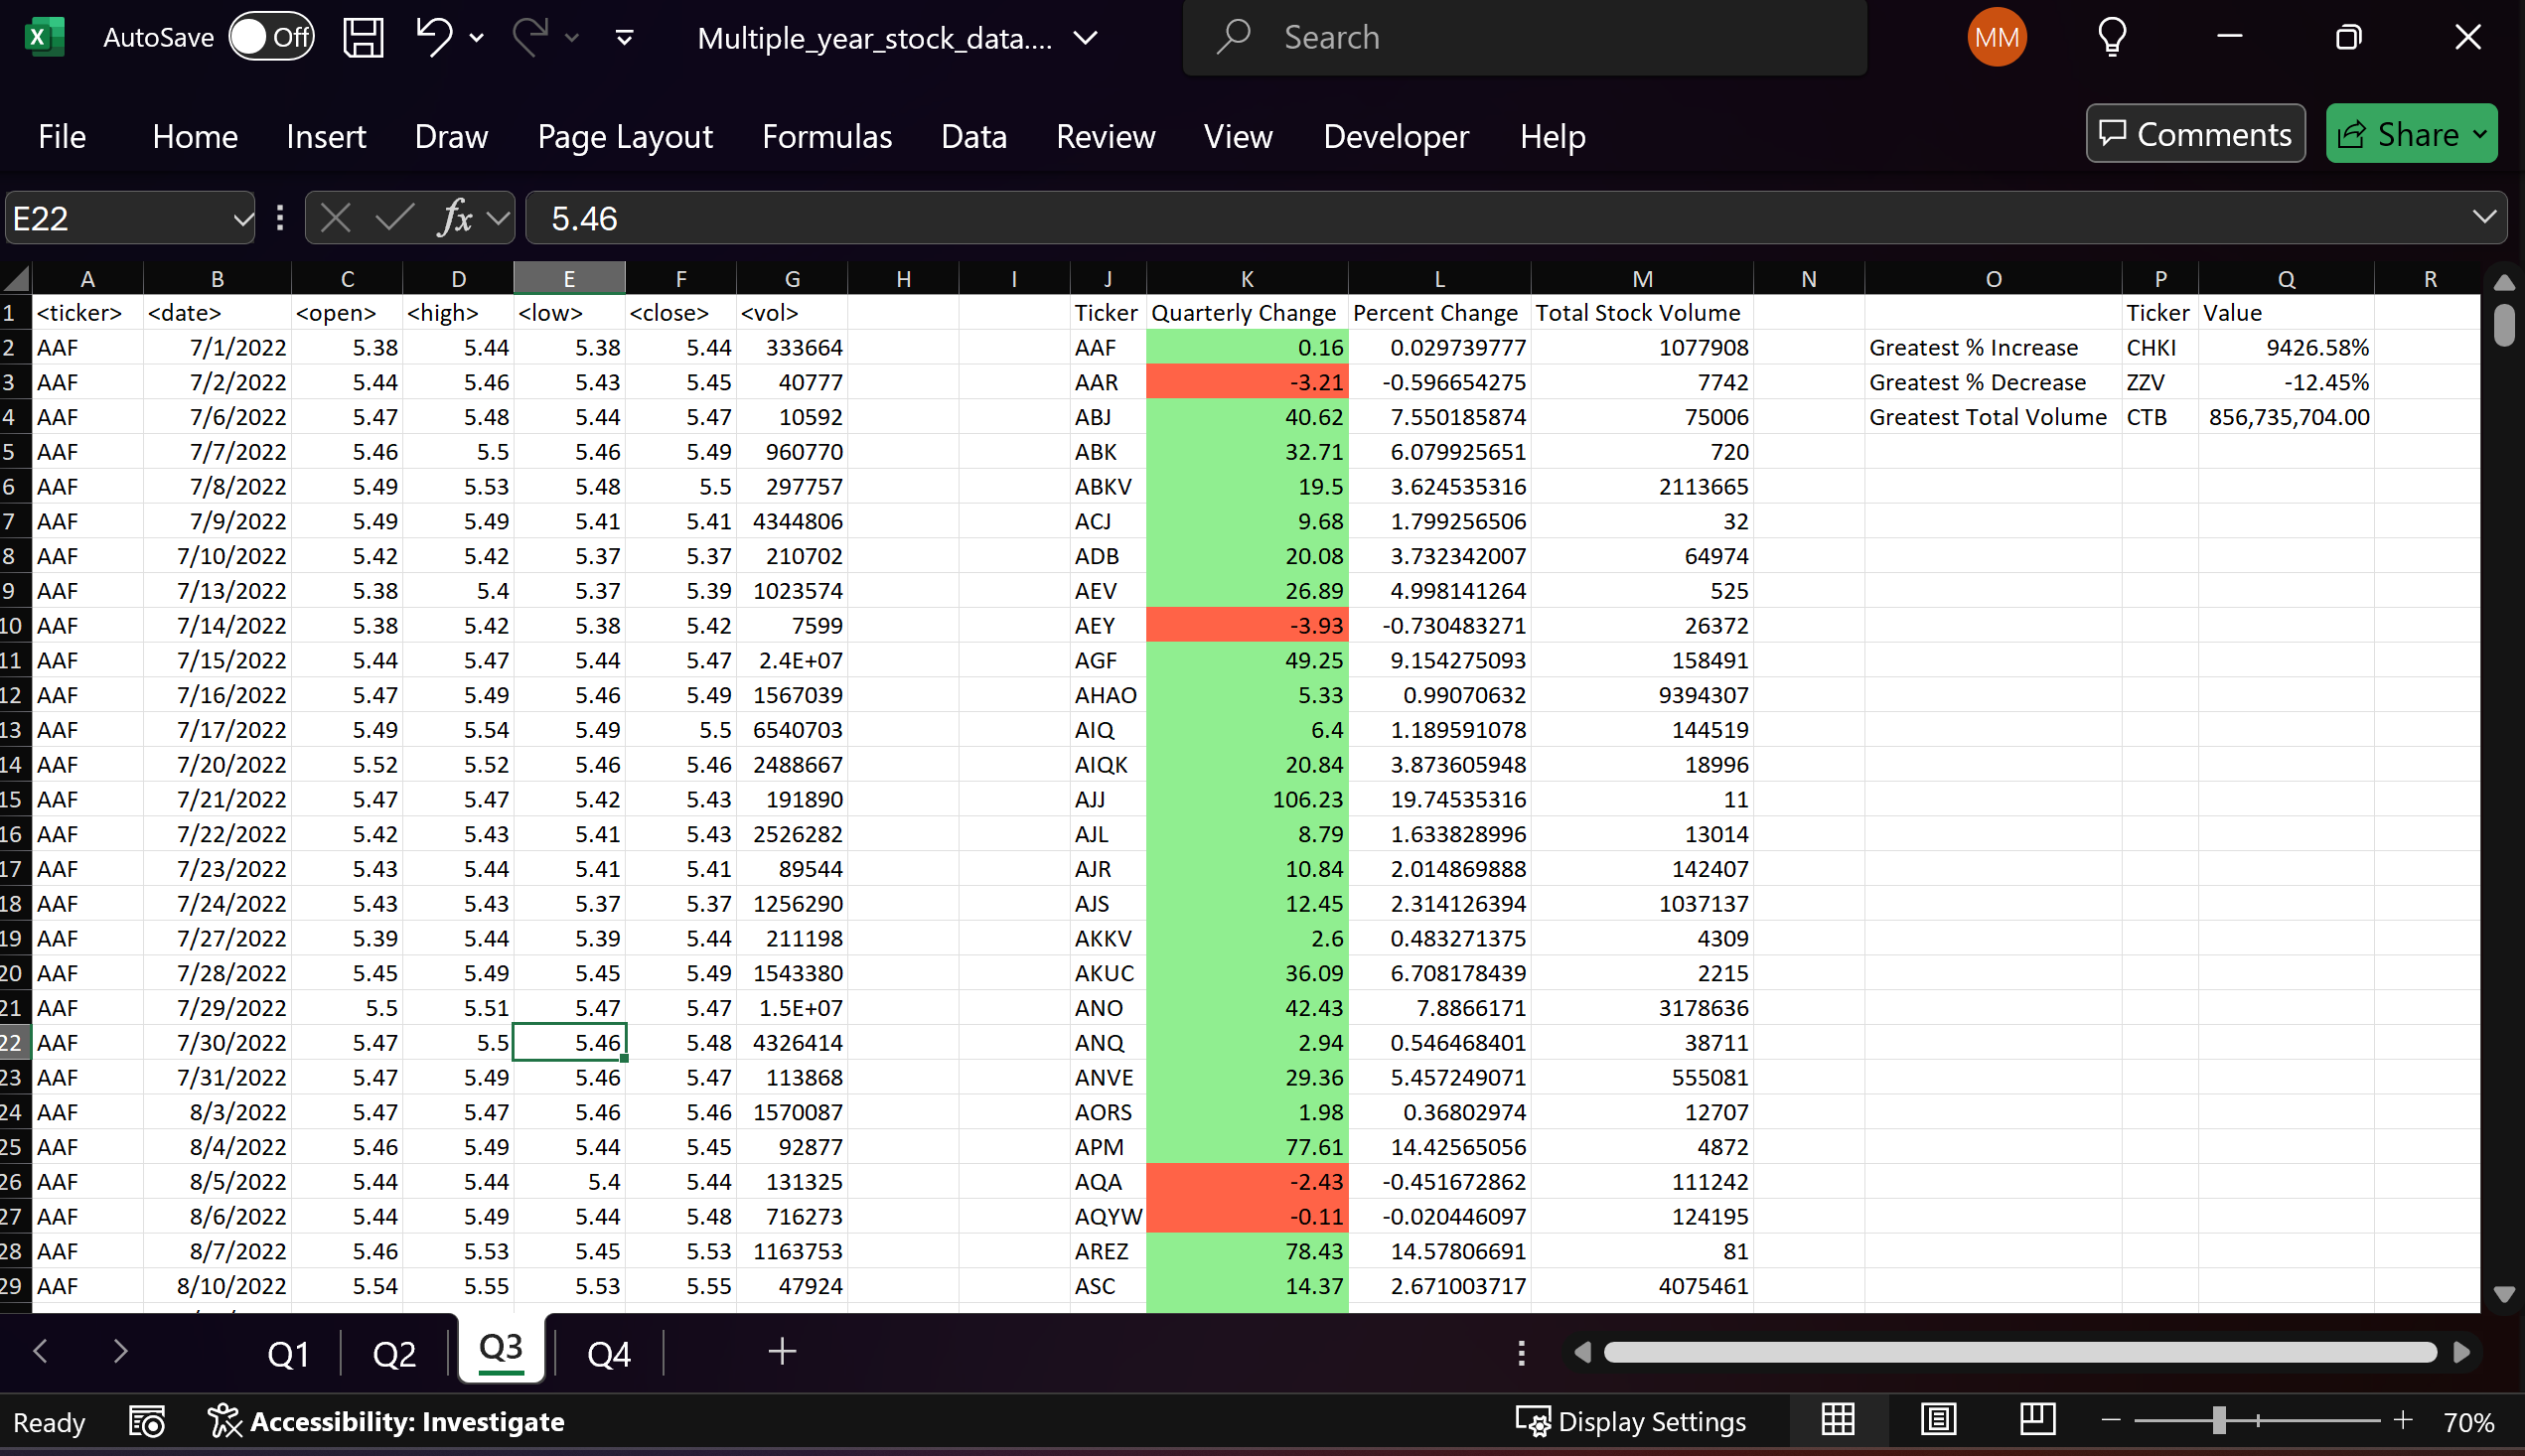 AutoSave Off Multiple_year_stock_data.... Search MM
File Home Insert Draw Page Layout Formulas Data Review View Developer Help Comments Share
E22 fx 5.46
A B C D E F G H I J K L M N O P Q R
1 <ticker> <date> <open> <high> <low> <close> <vol> Ticker Quarterly Change Percent Change Total Stock Volume Ticker Value
2 AAF 7/1/2022 5.38 5.44 5.38 5.44 333664 AAF 0.16 0.029739777 1077908 Greatest % Increase CHKI 9426.58%
3 AAF 7/2/2022 5.44 5.46 5.43 5.45 40777 AAR -3.21 -0.596654275 7742 Greatest % Decrease ZZV -12.45%
4 AAF 7/6/2022 5.47 5.48 5.44 5.47 10592 ABJ 40.62 7.550185874 75006 Greatest Total Volume CTB 856,735,704.00
5 AAF 7/7/2022 5.46 5.5 5.46 5.49 960770 ABK 32.71 6.079925651 720
6 AAF 7/8/2022 5.49 5.53 5.48 5.5 297757 ABKV 19.5 3.624535316 2113665
7 AAF 7/9/2022 5.49 5.49 5.41 5.41 4344806 ACJ 9.68 1.799256506 32
8 AAF 7/10/2022 5.42 5.42 5.37 5.37 210702 ADB 20.08 3.732342007 64974
9 AAF 7/13/2022 5.38 5.4 5.37 5.39 1023574 AEV 26.89 4.998141264 525
10 AAF 7/14/2022 5.38 5.42 5.38 5.42 7599 AEY -3.93 -0.730483271 26372
11 AAF 7/15/2022 5.44 5.47 5.44 5.47 2.4E+07 AGF 49.25 9.154275093 158491
12 AAF 7/16/2022 5.47 5.49 5.46 5.49 1567039 AHAO 5.33 0.99070632 9394307
13 AAF 7/17/2022 5.49 5.54 5.49 5.5 6540703 AIQ 6.4 1.189591078 144519
14 AAF 7/20/2022 5.52 5.52 5.46 5.46 2488667 AIQK 20.84 3.873605948 18996
15 AAF 7/21/2022 5.47 5.47 5.42 5.43 191890 AJJ 106.23 19.74535316 11
16 AAF 7/22/2022 5.42 5.43 5.41 5.43 2526282 AJL 8.79 1.633828996 13014
17 AAF 7/23/2022 5.43 5.44 5.41 5.41 89544 AJR 10.84 2.014869888 142407
18 AAF 7/24/2022 5.43 5.43 5.37 5.37 1256290 AJS 12.45 2.314126394 1037137
19 AAF 7/27/2022 5.39 5.44 5.39 5.44 211198 AKKV 2.6 0.483271375 4309
20 AAF 7/28/2022 5.45 5.49 5.45 5.49 1543380 AKUC 36.09 6.708178439 2215
21 AAF 7/29/2022 5.5 5.51 5.47 5.47 1.5E+07 ANO 42.43 7.8866171 3178636
22 AAF 7/30/2022 5.47 5.5 5.46 5.48 4326414 ANQ 2.94 0.546468401 38711
23 AAF 7/31/2022 5.47 5.49 5.46 5.47 113868 ANVE 29.36 5.457249071 555081
24 AAF 8/3/2022 5.47 5.47 5.46 5.46 1570087 AORS 1.98 0.36802974 12707
25 AAF 8/4/2022 5.46 5.49 5.44 5.45 92877 APM 77.61 14.42565056 4872
26 AAF 8/5/2022 5.44 5.44 5.4 5.44 131325 AQA -2.43 -0.451672862 111242
27 AAF 8/6/2022 5.44 5.49 5.44 5.48 716273 AQYW -0.11 -0.020446097 124195
28 AAF 8/7/2022 5.46 5.53 5.45 5.53 1163753 AREZ 78.43 14.57806691 81
29 AAF 8/10/2022 5.54 5.55 5.53 5.55 47924 ASC 14.37 2.671003717 4075461
Q1 Q2 Q3 Q4
Ready Accessibility: Investigate Display Settings 70%